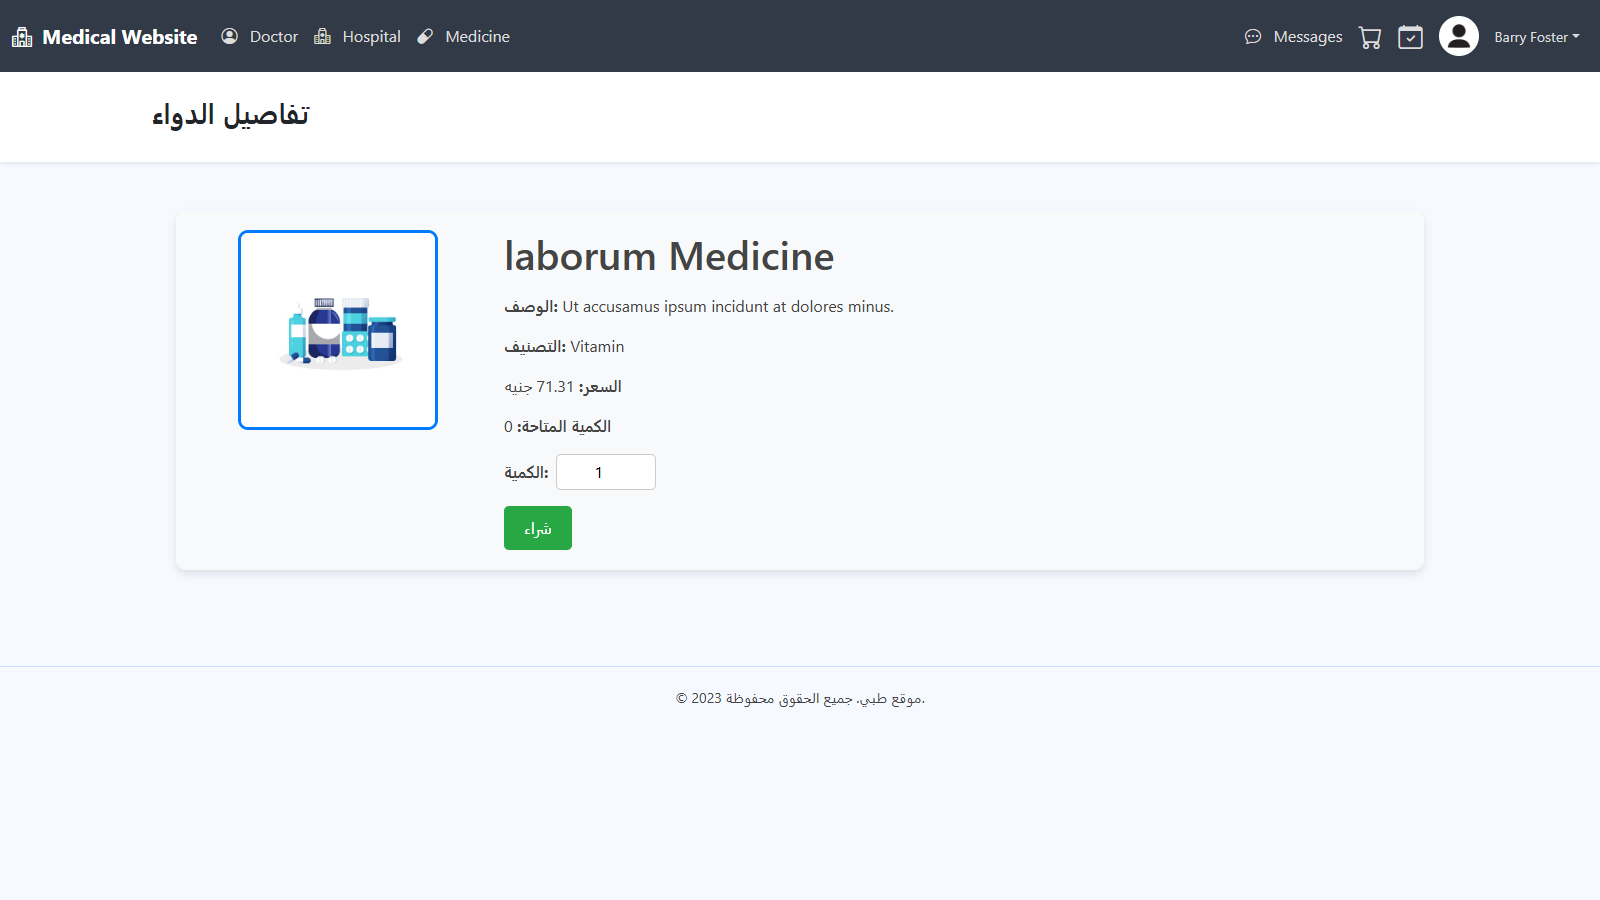 Medical Website Doctor Hospital Medicine Messages Barry Foster
تفاصيل الدواء
laborum Medicine
الوصف: Ut accusamus ipsum incidunt at dolores minus.
التصنيف: Vitamin
السعر: 71.31 جنيه
الكمية المتاحة: 0
الكمية: 1
شراء
© 2023 موقع طبي. جميع الحقوق محفوظة.